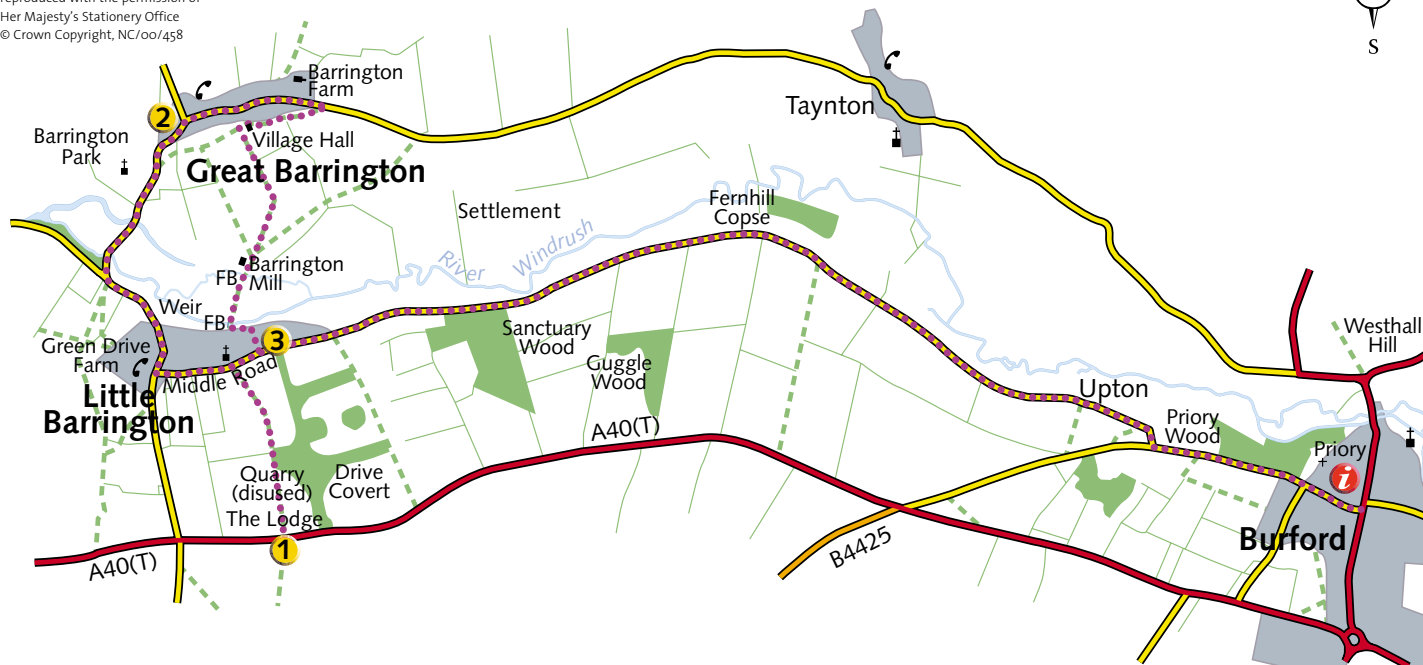 reproduced with the permission of
Her Majesty's Stationery Office
© Crown Copyright, NC/00/458
S
Barrington
Farm
2
Taynton
Barrington
Park
Village Hall
Great Barrington
Settlement
Fernhill
Copse
River Windrush
Barrington
Mill
FB
Weir
FB
3
Green Drive
Farm
Middle Road
Sanctuary
Wood
Guggle
Wood
Westhall
Hill
Little
Barrington
Upton
Priory
Wood
A40(T)
Priory
i
Quarry
(disused)
Drive
Covert
The Lodge
1
A40(T)
B4425
Burford